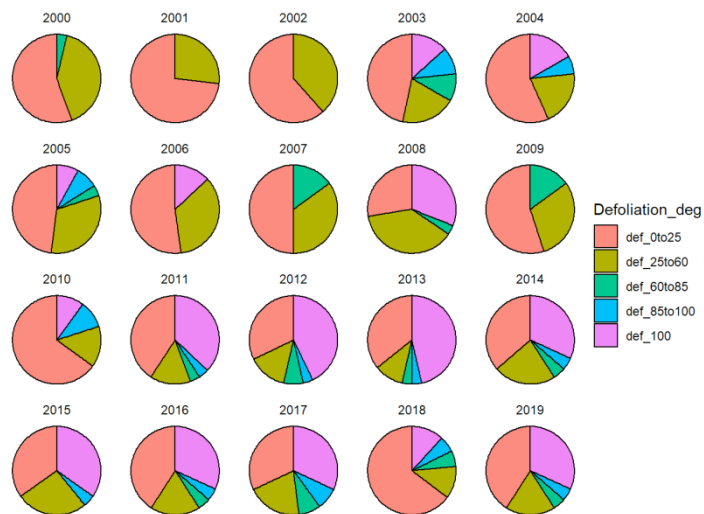 2000 2001 2002 2003 2004
2005 2006 2007 2008 2009
2010 2011 2012 2013 2014
2015 2016 2017 2018 2019
Defoliation_deg
def_0to25
def_25to60
def_60to85
def_85to100
def_100